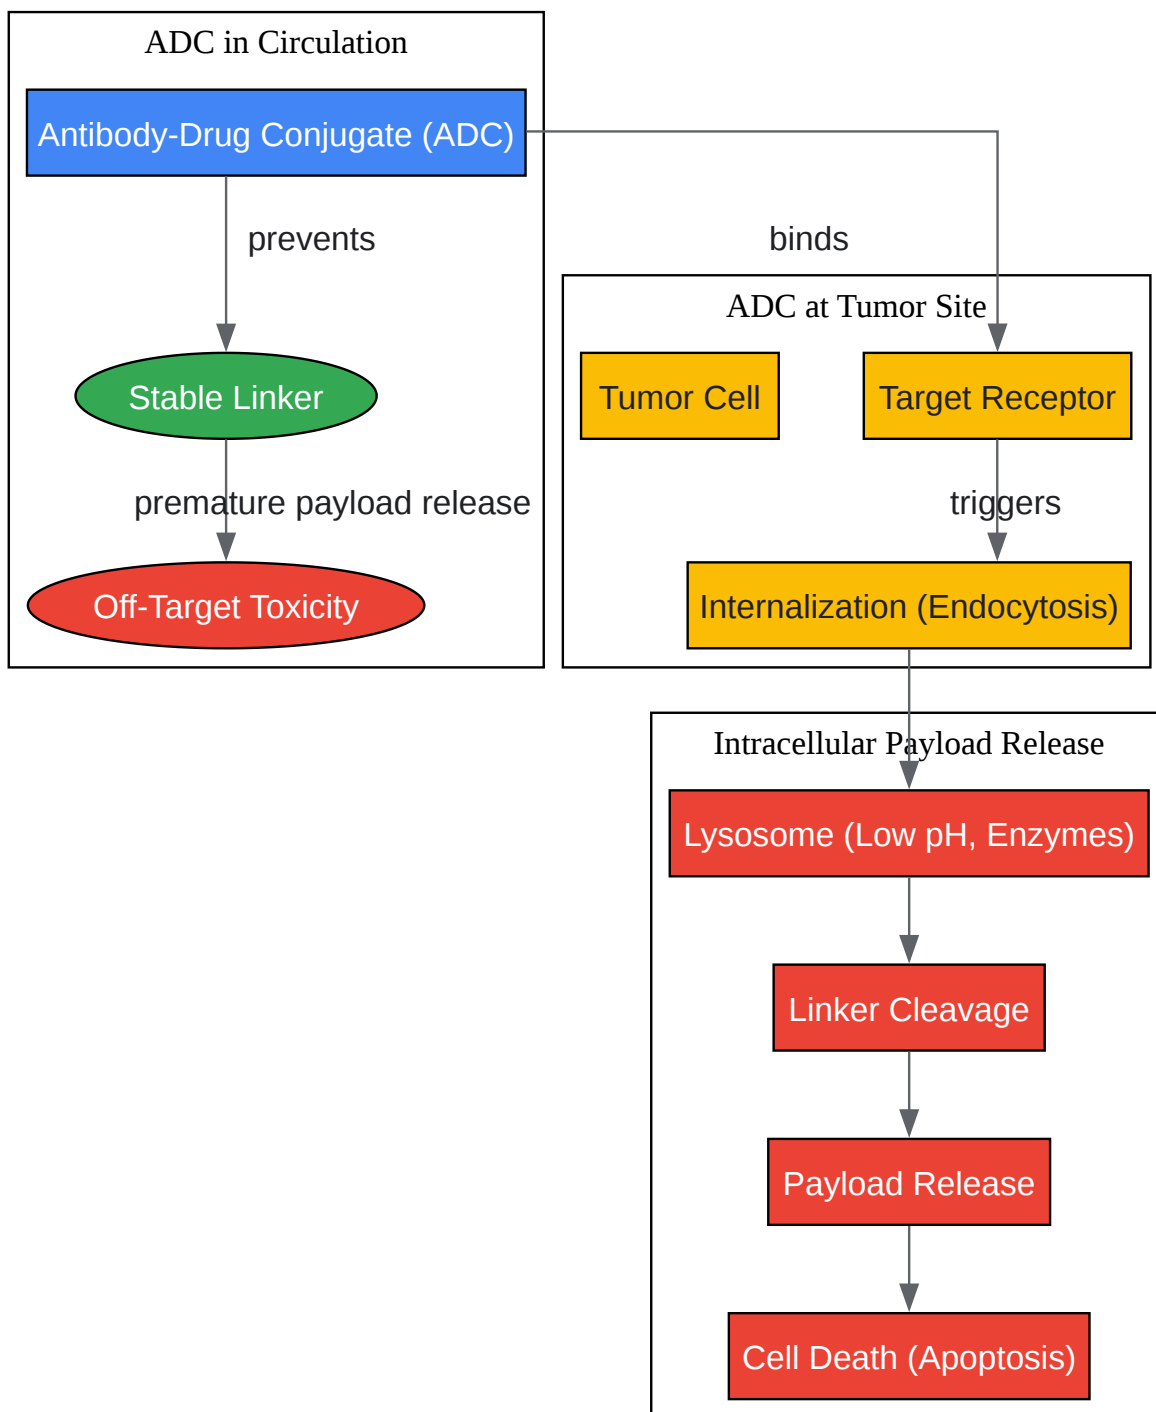 ADC in Circulation
Antibody-Drug Conjugate (ADC)
prevents
Stable Linker
premature payload release
Off-Target Toxicity
binds
ADC at Tumor Site
Tumor Cell
Target Receptor
triggers
Internalization (Endocytosis)
Intracellular Payload Release
Lysosome (Low pH, Enzymes)
Linker Cleavage
Payload Release
Cell Death (Apoptosis)